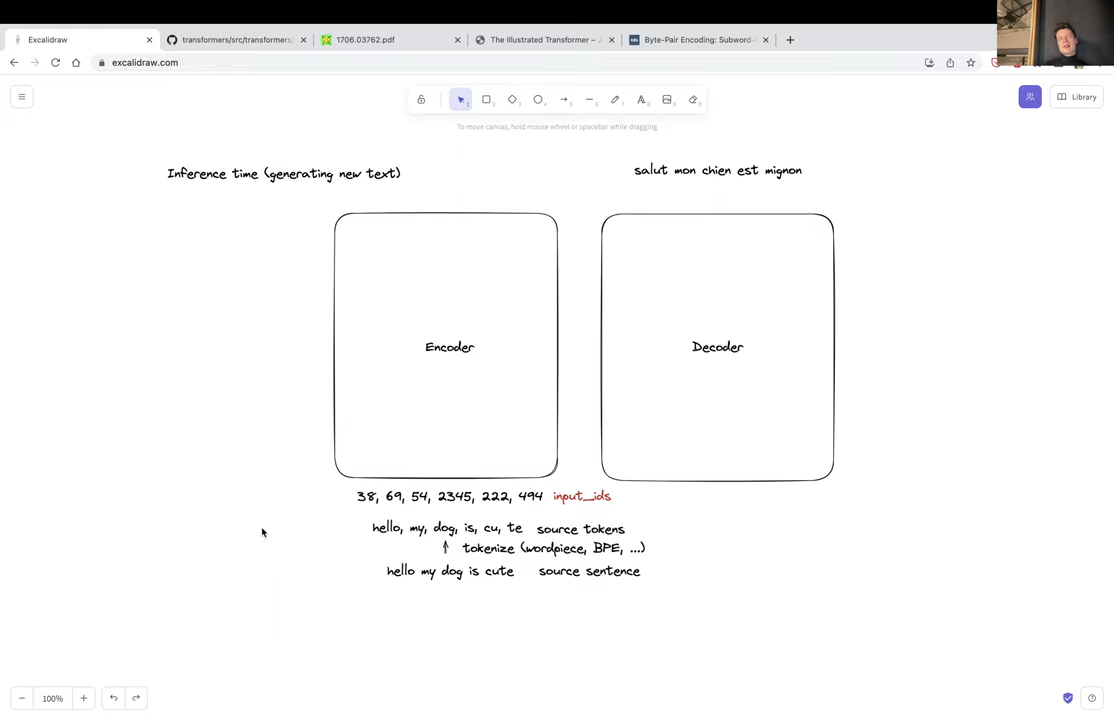 Excalidraw
transformers/src/transformers
1706.03762.pdf
The Illustrated Transformer –
Byte-Pair Encoding: Subword-
excalidraw.com
Library
To move canvas, hold mouse wheel or spacebar while dragging
Inference time (generating new text)
salut mon chien est mignon
Encoder
Decoder
38, 69, 54, 2345, 222, 494 input_ids
hello, my, dog, is, cu, te source tokens
tokenize (wordpiece, BPE, ...)
hello my dog is cute source sentence
100%